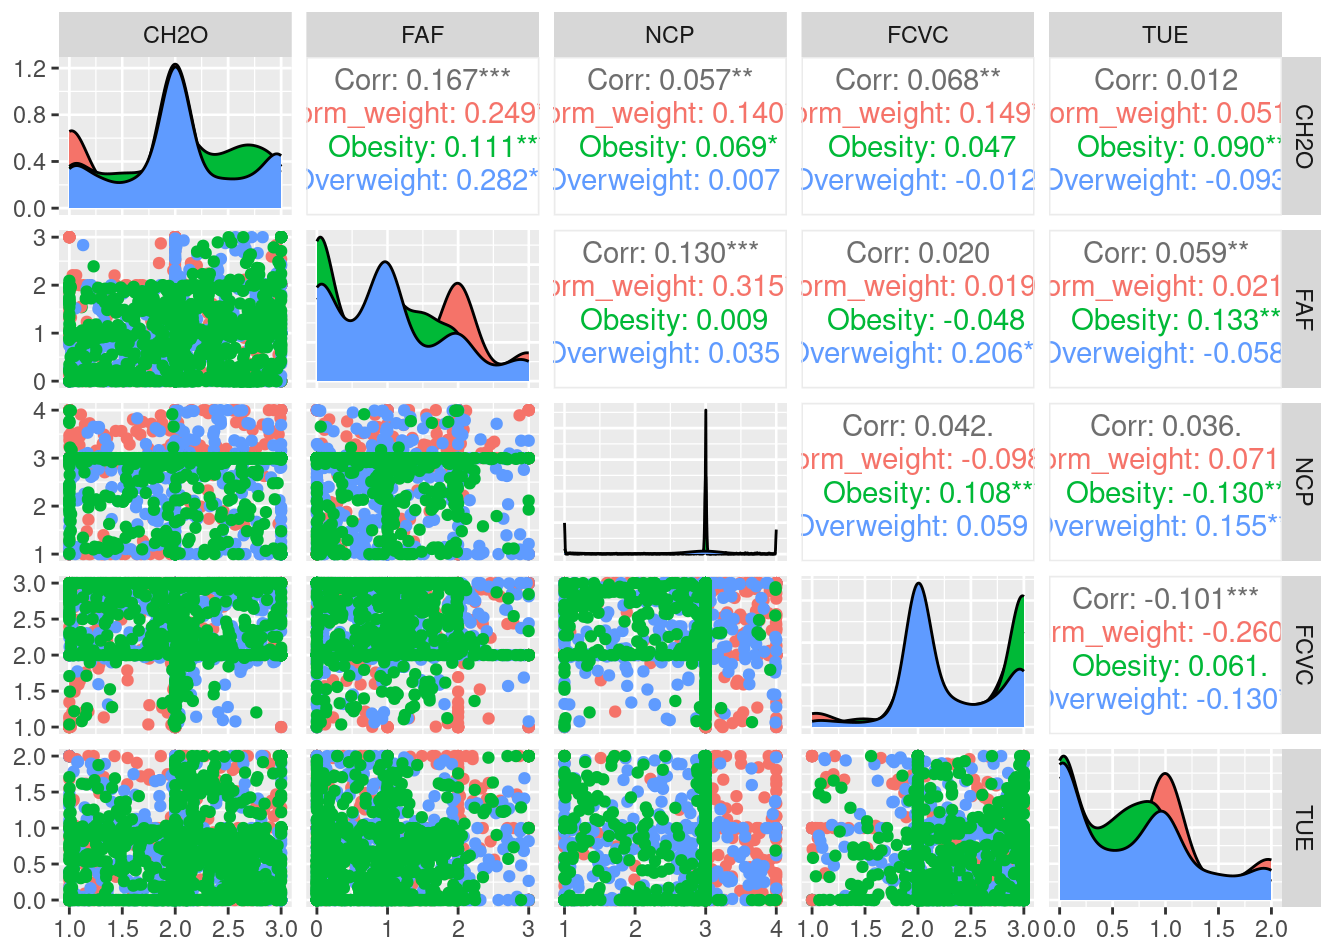 CH2O FAF NCP FCVC TUE
1.2
0.8
0.4
0.0
Corr: 0.167***
orm_weight: 0.249*
Obesity: 0.111***
Overweight: 0.282*
Corr: 0.057**
orm_weight: 0.140
Obesity: 0.069*
Overweight: 0.007
Corr: 0.068**
orm_weight: 0.149*
Obesity: 0.047
Overweight: -0.012
Corr: 0.012
orm_weight: 0.051
Obesity: 0.090**
Overweight: -0.093
CH2O
3
2
1
0
Corr: 0.130***
orm_weight: 0.315
Obesity: 0.009
Overweight: 0.035
Corr: 0.020
orm_weight: 0.019
Obesity: -0.048
Overweight: 0.206*
Corr: 0.059**
orm_weight: 0.021
Obesity: 0.133**
Overweight: -0.058
FAF
4
3
2
1
Corr: 0.042.
orm_weight: -0.098
Obesity: 0.108**
Overweight: 0.059
Corr: 0.036.
orm_weight: 0.071
Obesity: -0.130**
Overweight: 0.155*
NCP
3.0
2.5
2.0
1.5
1.0
Corr: -0.101***
rm_weight: -0.260
Obesity: 0.061.
Overweight: -0.130
FCVC
2.0
1.5
1.0
0.5
0.0
TUE
1.0 1.5 2.0 2.5 3.0 0 1 2 3 1 2 3 4 1.0 1.5 2.0 2.5 3.0 0.0 0.5 1.0 1.5 2.0